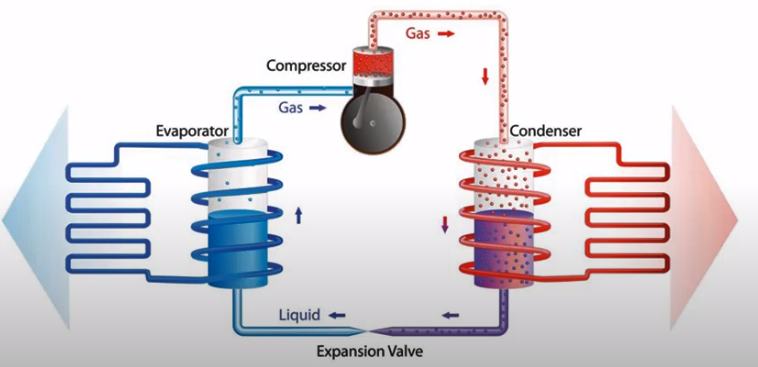 Gas
Compressor
Gas
Evaporator
Condenser
Liquid
Expansion Valve